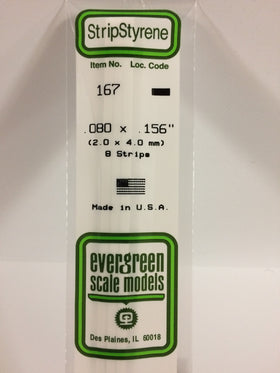 StripStyrene
Item No. Loc. Code
167
.080 x .156"
(2.0 x 4.0 mm)
8 Strips
Made in U.S.A.
evergreen
scale models
Des Plaines, IL 60018